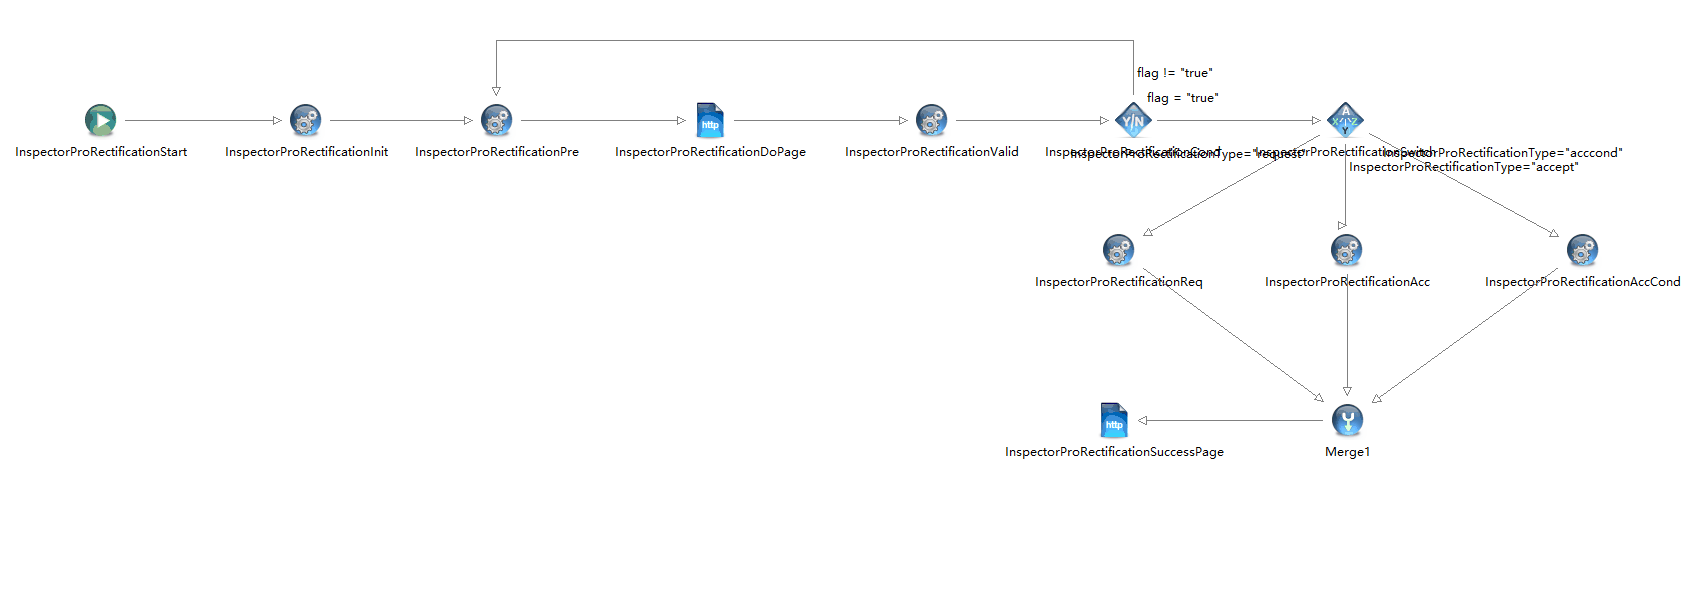 flag != "true"
flag = "true"
http
Y/N
A
X Z
Y
InspectorProRectificationStart
InspectorProRectificationInit
InspectorProRectificationPre
InspectorProRectificationDoPage
InspectorProRectificationValid
InspectorProRectificationCond
InspectorProRectificationType="request"
InspectorProRectificationSwitch
InspectorProRectificationType="acccond"
InspectorProRectificationType="accept"
InspectorProRectificationReq
InspectorProRectificationAcc
InspectorProRectificationAccCond
http
InspectorProRectificationSuccessPage
Merge1